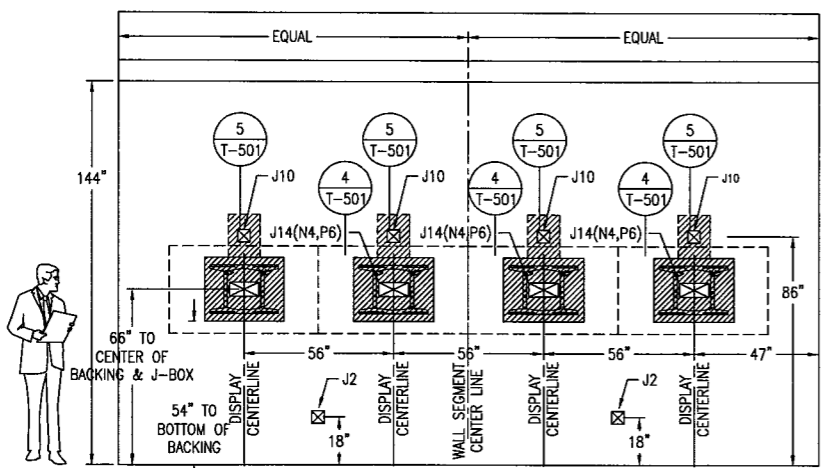 EQUAL
EQUAL
144"
5
T-501
5
T-501
5
T-501
5
T-501
4
T-501
4
T-501
4
T-501
J10
J10
J10
J10
J14(N4,P6)
J14(N4,P6)
J14(N4,P6)
86"
66" TO
CENTER OF
BACKING & J-BOX
56"
56"
56"
47"
54" TO
BOTTOM OF
BACKING
J2
J2
18"
18"
DISPLAY
CENTERLINE
DISPLAY
CENTERLINE
WALL SEGMENT
CENTER LINE
DISPLAY
CENTERLINE
DISPLAY
CENTERLINE